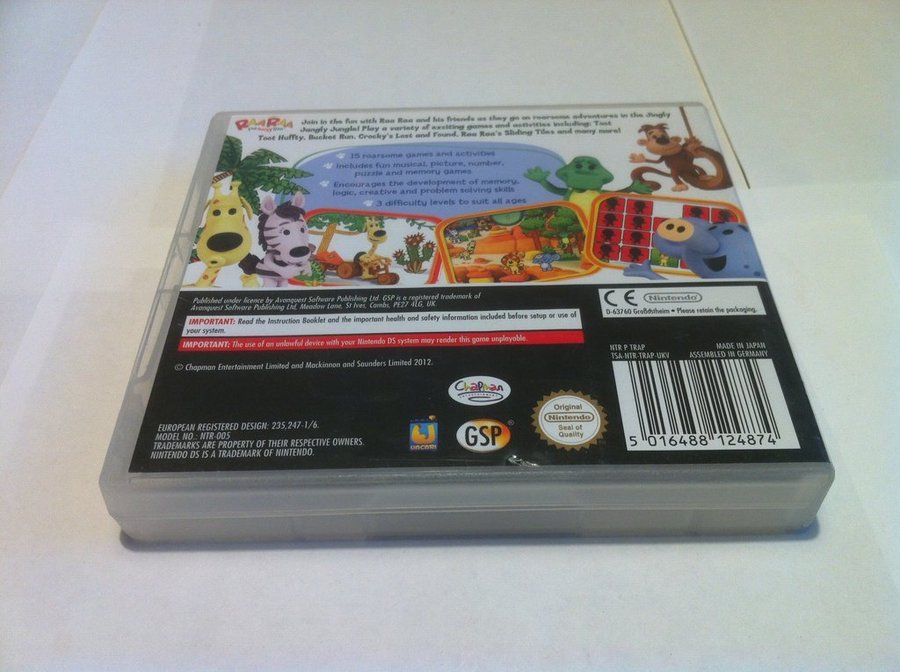 RAA RAA
Join in the fun with Raa Raa and his friends as they go on roarsome adventures in the Jingly
Jangly Jungle! Play a variety of exciting games and activities including: Toot
Toot Huffty, Bucket Run, Crocky's Lost and Found, Raa Raa's Sliding Tiles and many more!
15 roarsome games and activities
Includes fun musical, picture, number,
puzzle and memory games
Encourages the development of memory,
logic, creative and problem solving skills
3 difficulty levels to suit all ages
Published under licence by Avanquest Software Publishing Ltd. GSP is a registered trademark of
Avanquest Software Publishing Ltd, Meadow Lane, St Ives, Cambs, PE27 4LG, UK.
IMPORTANT: Read the Instruction Booklet and the important health and safety information included before setup or use of
your system.
IMPORTANT: The use of an unlawful device with your Nintendo DS system may render this game unplayable.
© Chapman Entertainment Limited and Mackinnon and Saunders Limited 2012.
CE Nintendo
D-63760 Großostheim • Please retain the packaging.
NTR P TRAP
TSA-NTR-TRAP-UKV
MADE IN JAPAN
ASSEMBLED IN GERMANY
5 016488 124874
Chapman
ENTERTAINMENT
EUROPEAN REGISTERED DESIGN: 235,247-1/6.
MODEL NO.: NTR-005
TRADEMARKS ARE PROPERTY OF THEIR RESPECTIVE OWNERS.
NINTENDO DS IS A TRADEMARK OF NINTENDO.
GSP ®
Original
Nintendo
Seal of
Quality